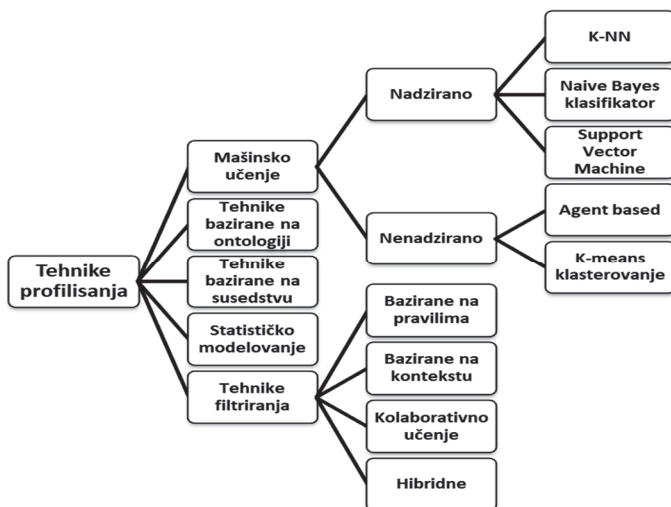 Tehnike
profilisanja
Mašinsko
učenje
Tehnike
bazirane na
ontologiji
Tehnike
bazirane na
susedstvu
Statističko
modelovanje
Tehnike
filtriranja
Nadzirano
Nenadzirano
Bazirane na
pravilima
Bazirane na
kontekstu
Kolaborativno
učenje
Hibridne
K-NN
Naive Bayes
klasifikator
Support
Vector
Machine
Agent based
K-means
klasterovanje